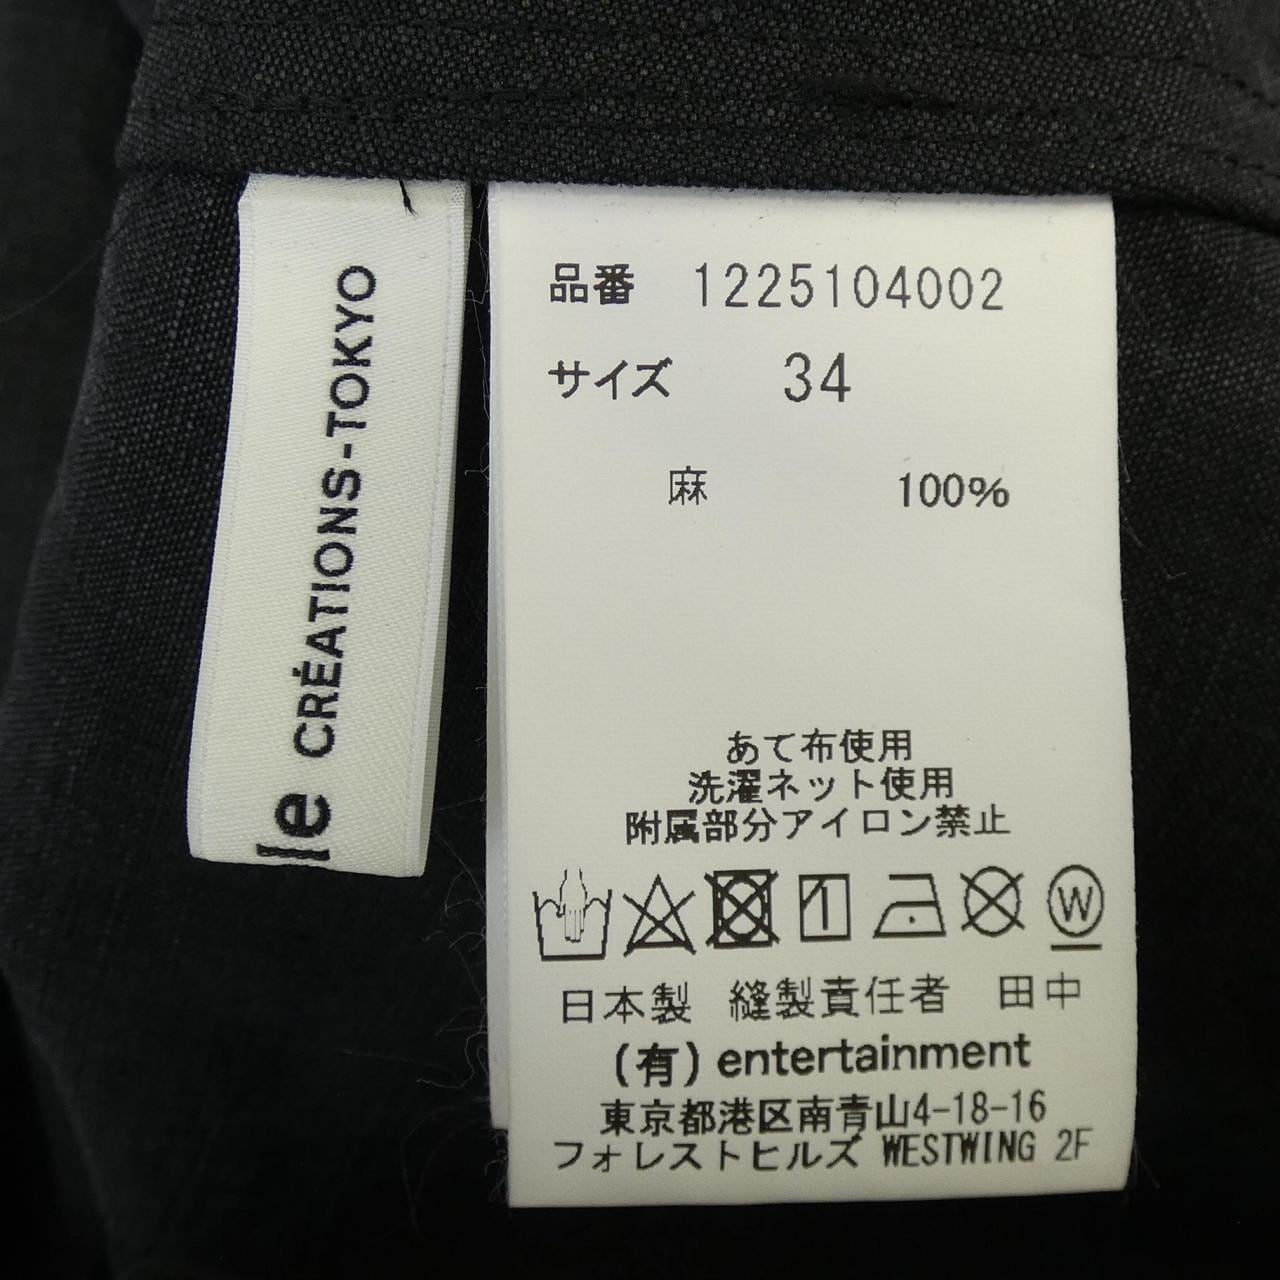 le CRÉATIONS-TOKYO
品番 1225104002
サイズ 34
麻 100%
あて布使用
洗濯ネット使用
附属部分アイロン禁止
W
日本製 縫製責任者 田中
(有) entertainment
東京都港区南青山4-18-16
フォレストヒルズ WESTWING 2F